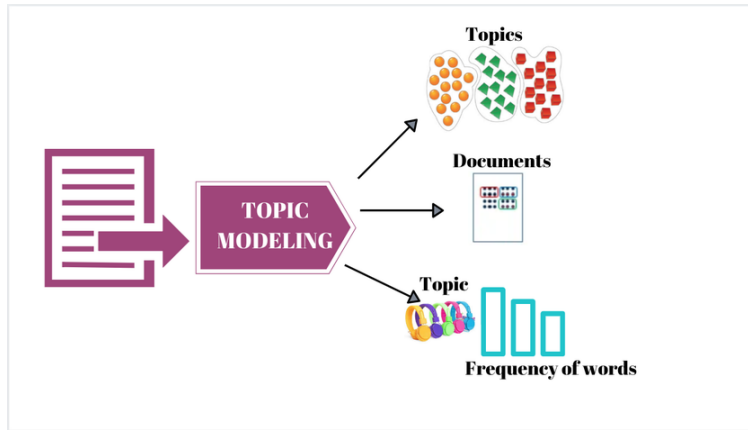 Topics
Documents
TOPIC
MODELING
Topic
Frequency of words